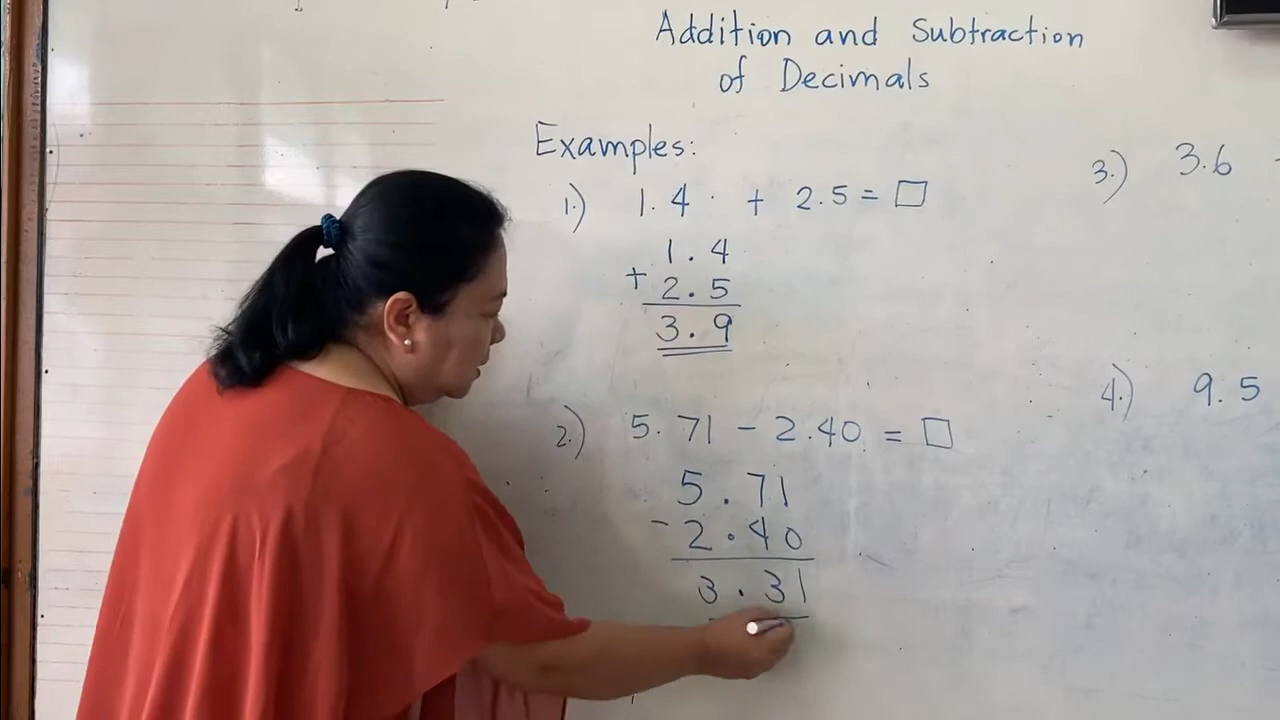 Addition and Subtraction
of Decimals
Examples:
1.) 1.4 + 2.5 = □
1.4
+ 2.5
3.9
2.) 5.71 - 2.40 = □
5.71
- 2.40
3.31
3.) 3.6
4.) 9.5